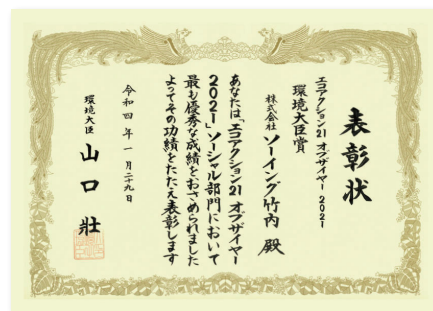 表彰状
エコアクション21 オブザイヤー 2021
環境大臣賞
株式会社 ソーイング竹内 殿
あなたは「エコアクション21 オブザイヤー
2021」ソーシャル部門において
最も優秀な成績をおさめられました
よってその功績をたたえ表彰します
令和四年一月二十九日
環境大臣 山口 壯